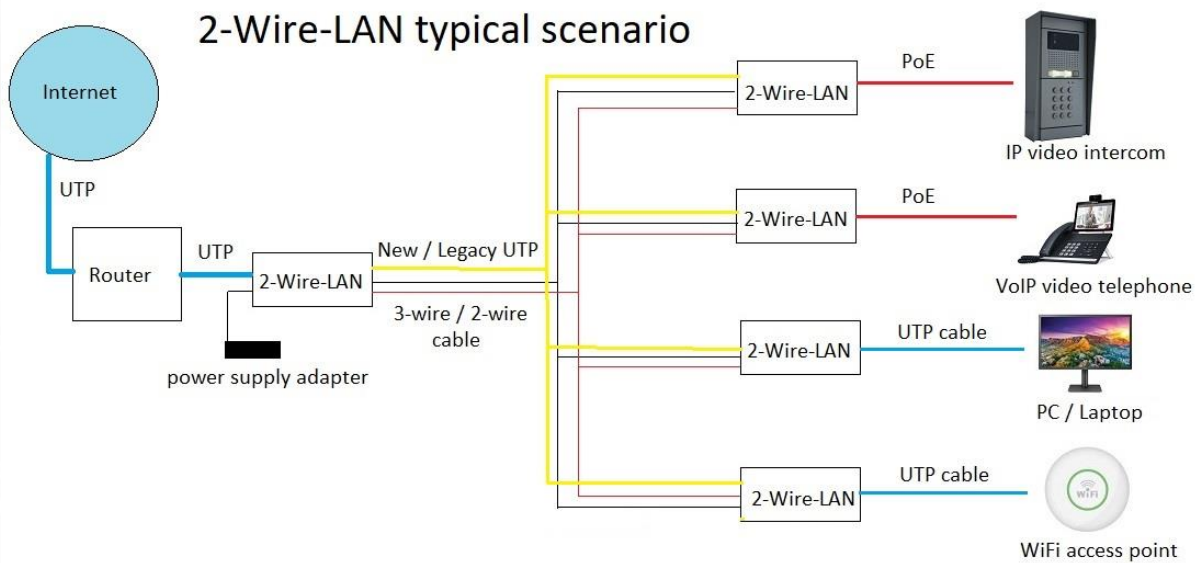 2-Wire-LAN typical scenario
Internet
UTP
Router
UTP
2-Wire-LAN
power supply adapter
New / Legacy UTP
3-wire / 2-wire
cable
2-Wire-LAN
PoE
IP video intercom
2-Wire-LAN
PoE
VoIP video telephone
2-Wire-LAN
UTP cable
PC / Laptop
2-Wire-LAN
UTP cable
WiFi
WiFi access point